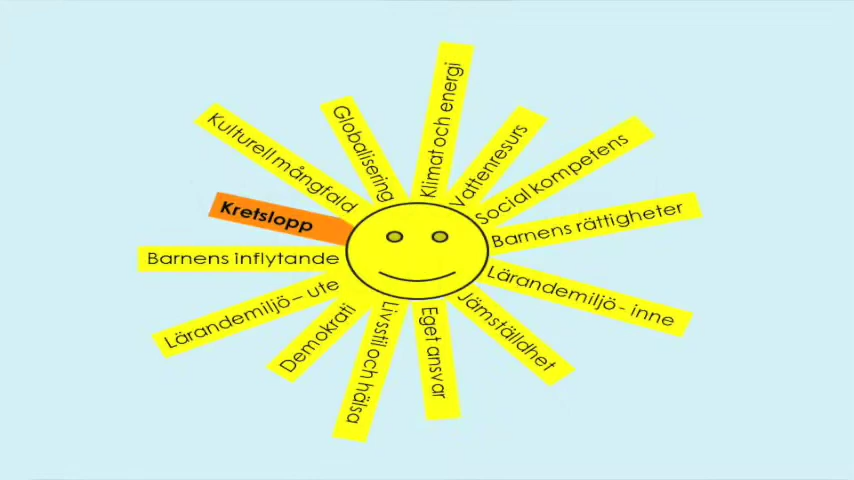 Klimat och energi
Vattenresurs
Social kompetens
Barnens rättigheter
Lärandemiljö - inne
Jämställdhet
Eget ansvar
Livsstil och hälsa
Demokrati
Lärandemiljö – ute
Barnens inflytande
Kretslopp
Kulturell mångfald
Globalisering